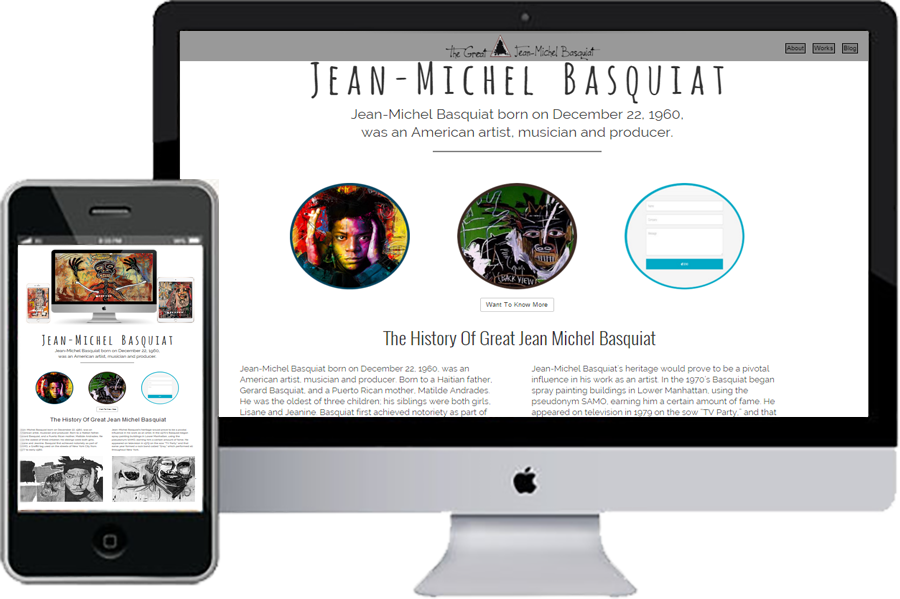 The Great Jean-Michel Basquiat
About Works Blog
JEAN-MICHEL BASQUIAT
Jean-Michel Basquiat born on December 22, 1960,
was an American artist, musician and producer.
(BACK VIEW)
Want To Know More
The History Of Great Jean Michel Basquiat
Jean-Michel Basquiat born on December 22, 1960, was an
American artist, musician and producer. Born to a Haitian father,
Gerard Basquiat, and a Puerto Rican mother, Matilde Andrades.
He was the oldest of three children; his siblings were both girls,
Lisane and Jeanine. Basquiat first achieved notoriety as part of
Jean-Michel Basquiat's heritage would prove to be a pivotal
influence in his work as an artist. In the 1970's Basquiat began
spray painting buildings in Lower Manhattan, using the
pseudonym SAMO, earning him a certain amount of fame. He
appeared on television in 1979 on the sow "TV Party," and that
JEAN-MICHEL BASQUIAT
Jean-Michel Basquiat born on December 22, 1960,
was an American artist, musician and producer.
The History Of Great Jean Michel Basquiat